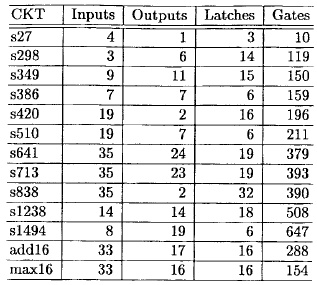 CKT Inputs Outputs Latches Gates
s27 4 1 3 10
s298 3 6 14 119
s349 9 11 15 150
s386 7 7 6 159
s420 19 2 16 196
s510 19 7 6 211
s641 35 24 19 379
s713 35 23 19 393
s838 35 2 32 390
s1238 14 14 18 508
s1494 8 19 6 647
add16 33 17 16 288
max16 33 16 16 154